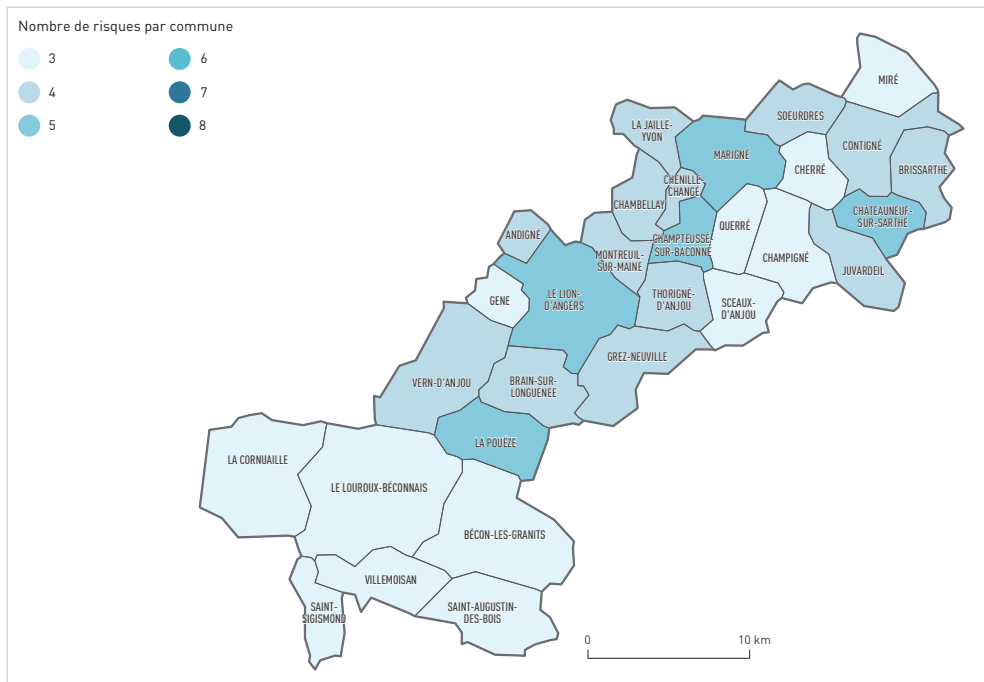 Nombre de risques par commune
3
6
4
7
5
8
MIRÉ
SOEURDRES
LA JAILLE-
YVON
CONTIGNÉ
MARIGNÉ
CHERRÉ
BRISSARTHE
CHENILLÉ-
CHANGÉ
CHAMBELLAY
CHÂTEAUNEUF-
SUR-SARTHE
QUERRÉ
ANDIGNÉ
CHAMPTEUSSÉ-
SUR-BACONNE
MONTREUIL-
SUR-MAINE
CHAMPIGNÉ
JUVARDEIL
GENE
LE LION-
D'ANGERS
THORIGNÉ-
D'ANJOU
SCEAUX-
D'ANJOU
GREZ-NEUVILLE
VERN-D'ANJOU
BRAIN-SUR-
LONGUENÉE
LA POUËZE
LA CORNUAILLE
LE LOUROUX-BÉCONNAIS
BÉCON-LES-GRANITS
VILLEMOISAN
SAINT-
SIGISMOND
SAINT-AUGUSTIN-
DES-BOIS
0
10 km